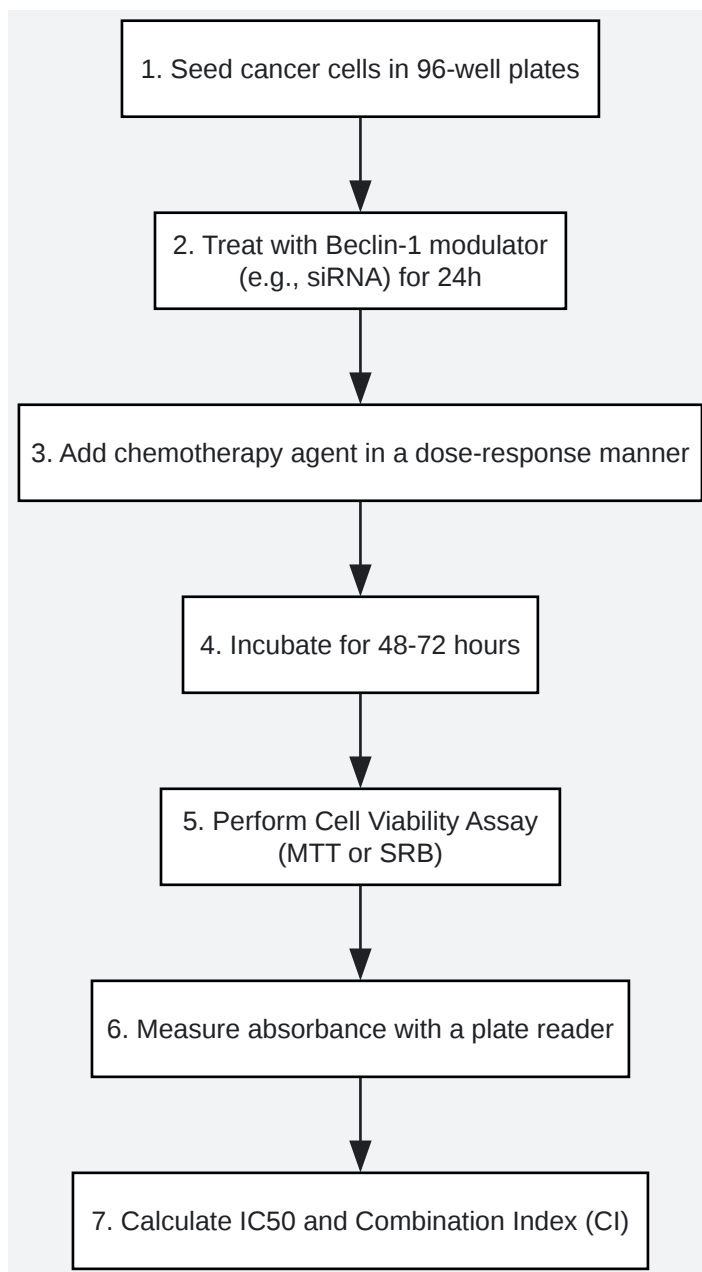 1. Seed cancer cells in 96-well plates
2. Treat with Beclin-1 modulator
(e.g., siRNA) for 24h
3. Add chemotherapy agent in a dose-response manner
4. Incubate for 48-72 hours
5. Perform Cell Viability Assay
(MTT or SRB)
6. Measure absorbance with a plate reader
7. Calculate IC50 and Combination Index (CI)